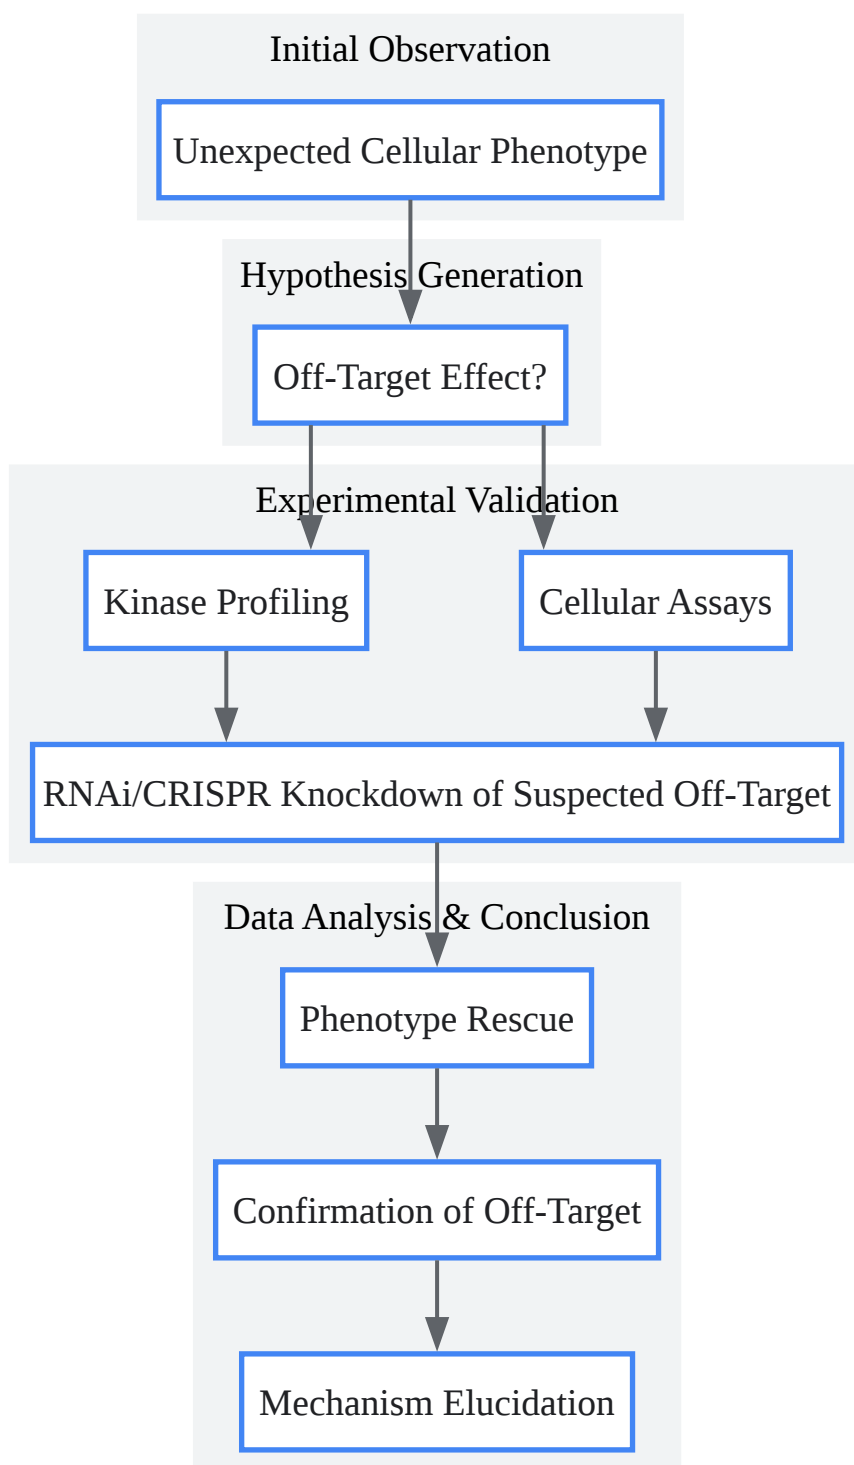 Initial Observation
Unexpected Cellular Phenotype
Hypothesis Generation
Off-Target Effect?
Experimental Validation
Kinase Profiling
Cellular Assays
RNAi/CRISPR Knockdown of Suspected Off-Target
Data Analysis & Conclusion
Phenotype Rescue
Confirmation of Off-Target
Mechanism Elucidation